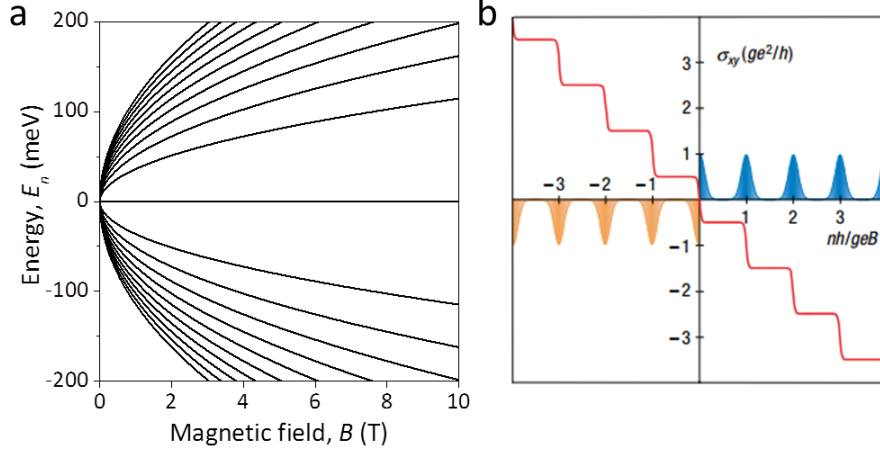 a
200
100
0
-100
-200
Energy, Eₙ (meV)
0 2 4 6 8 10
Magnetic field, B (T)
b
σxy(ge²/h)
3
2
1
−3 −2 −1
1 2 3
nh/geB
−1
−2
−3